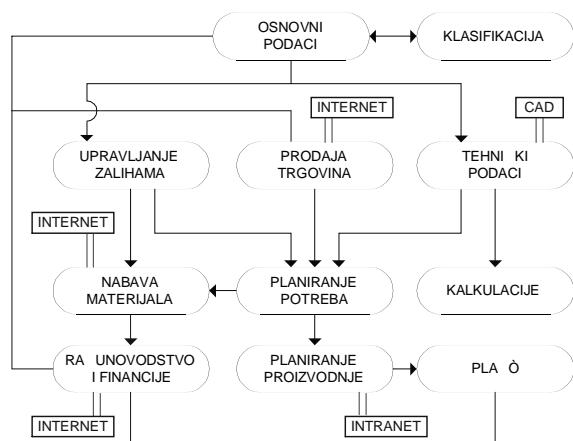 OSNOVNI
PODACI
KLASIFIKACIJA
INTERNET
CAD
UPRAVLJANJE
ZALIHAMA
PRODAJA
TRGOVINA
TEHNI KI
PODACI
INTERNET
NABAVA
MATERIJALA
PLANIRANJE
POTREBA
KALKULACIJE
RA UNOVODSTVO
I FINANCIJE
PLANIRANJE
PROIZVODNJE
PLA Ò
INTERNET
INTRANET